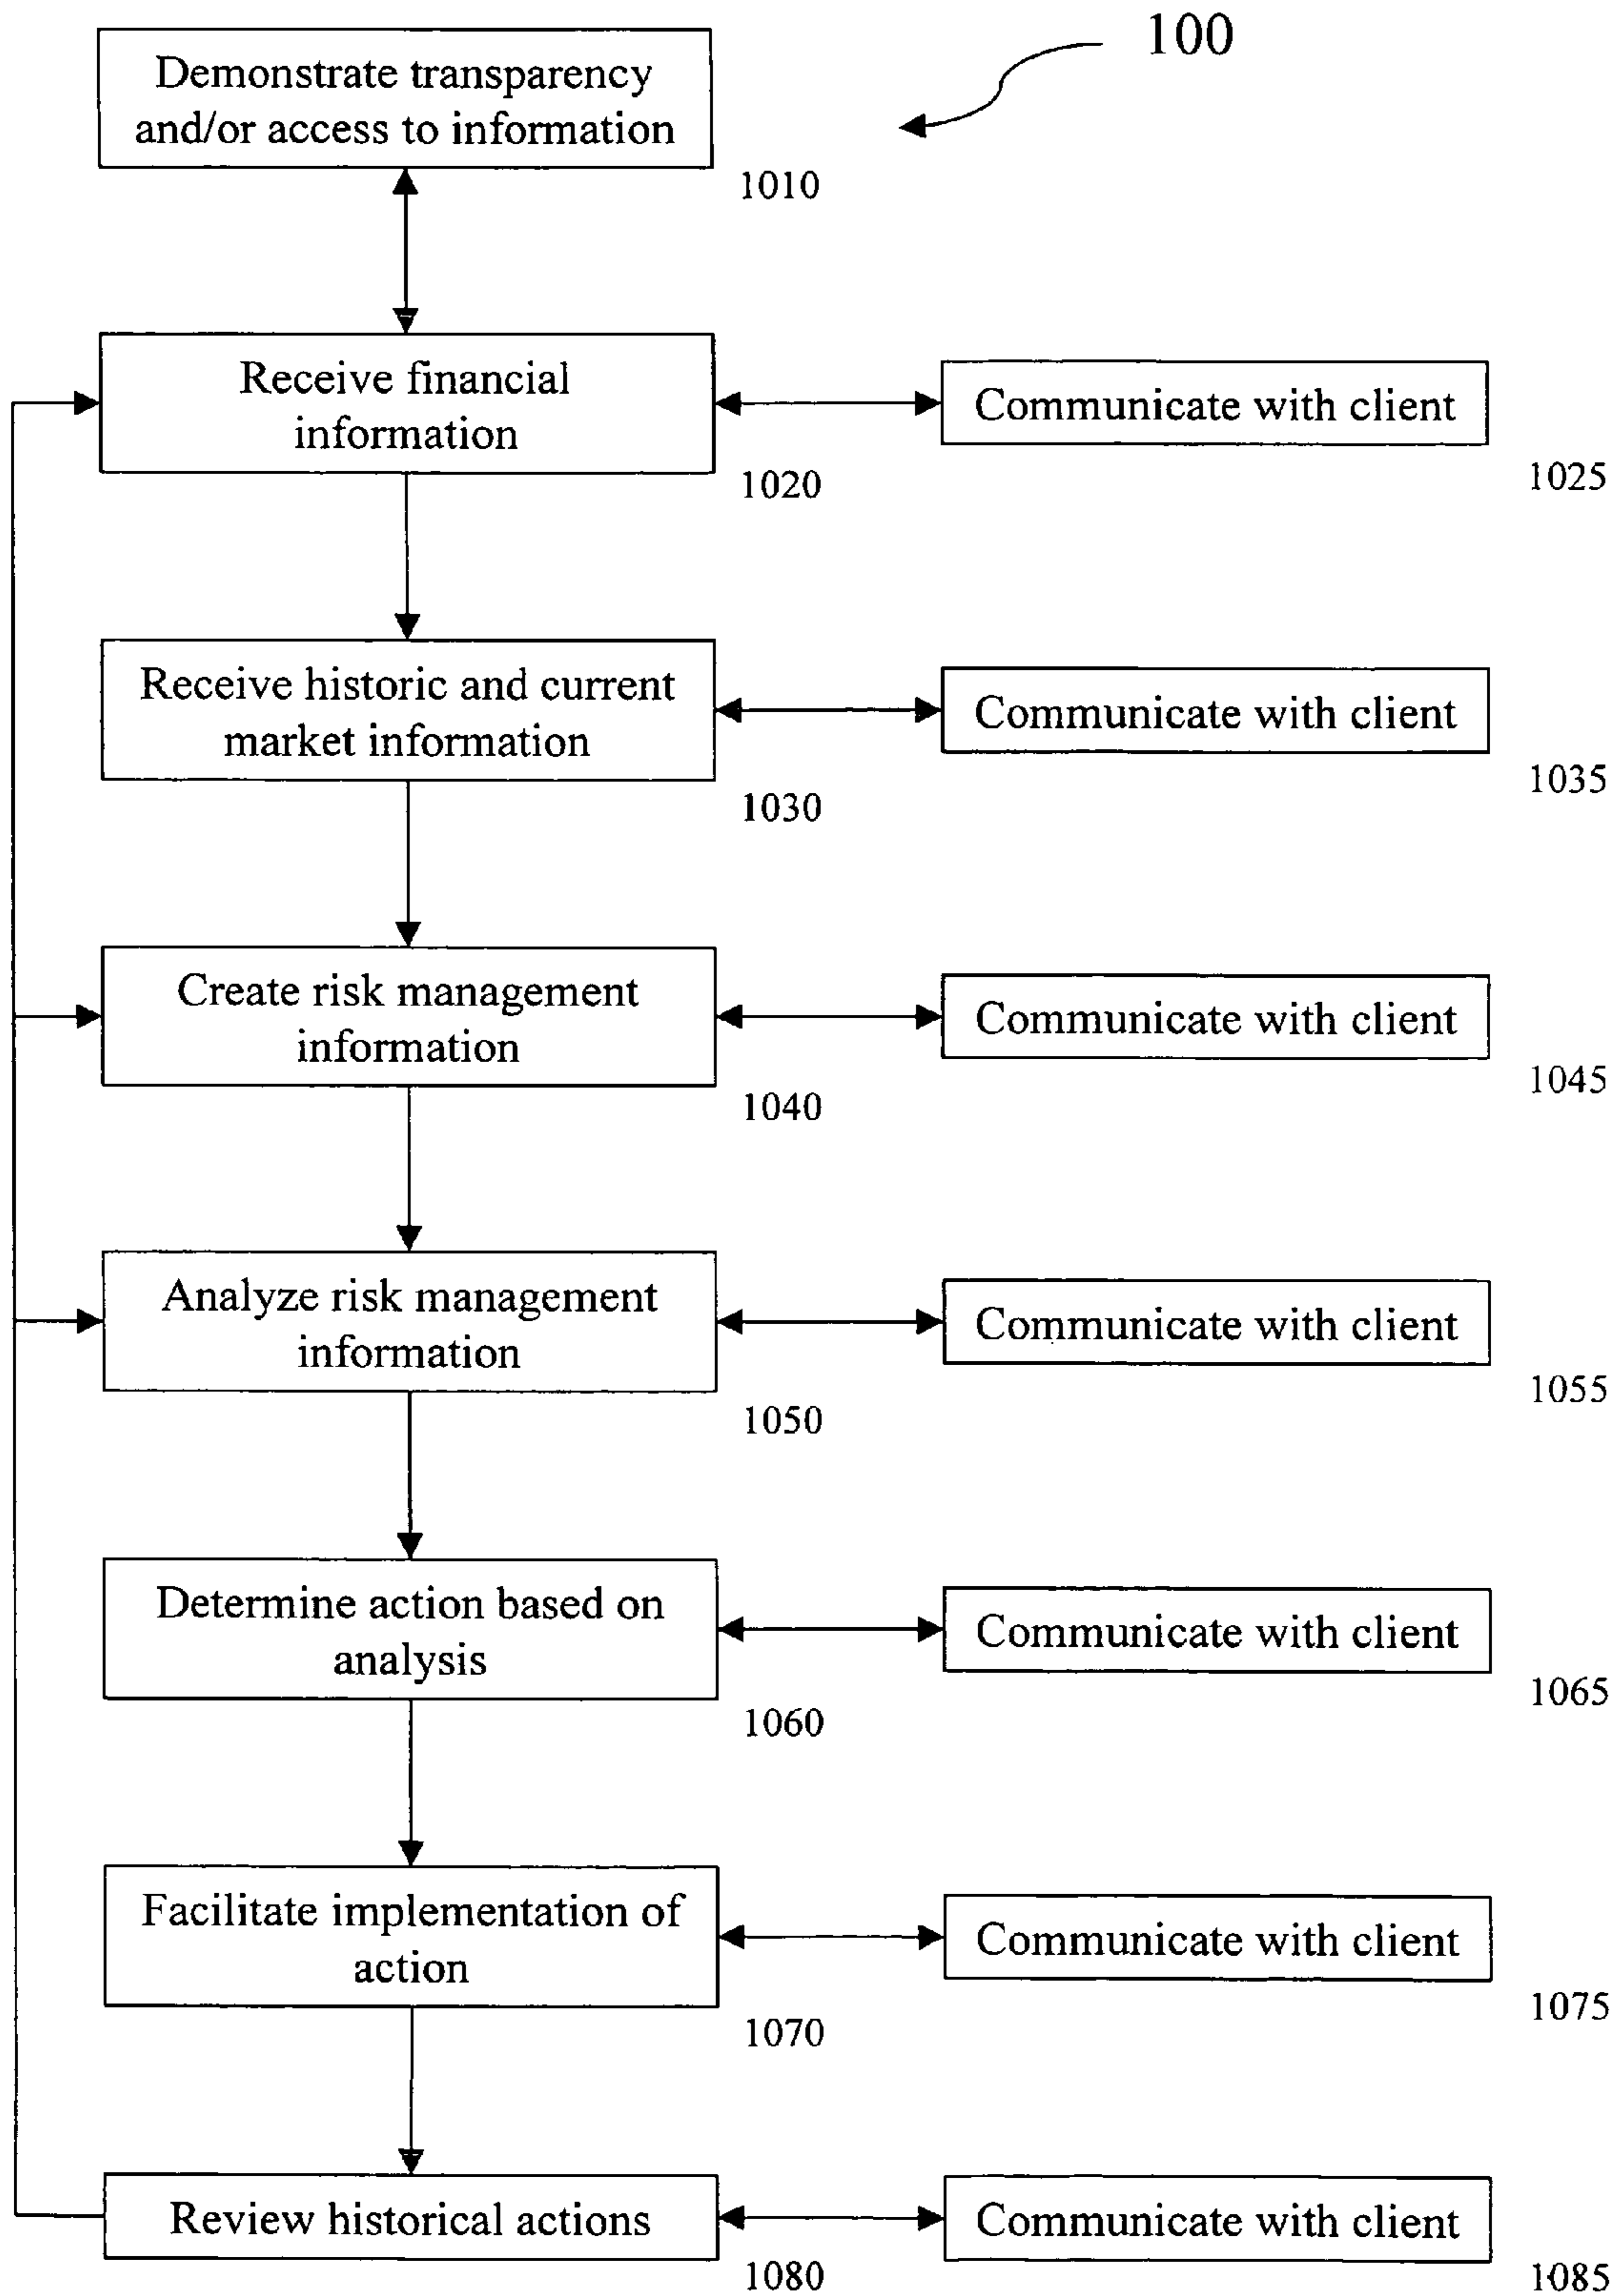 100
Demonstrate transparency
and/or access to information
1010
Receive financial
information
1020
Communicate with client
1025
Receive historic and current
market information
1030
Communicate with client
1035
Create risk management
information
1040
Communicate with client
1045
Analyze risk management
information
1050
Communicate with client
1055
Determine action based on
analysis
1060
Communicate with client
1065
Facilitate implementation of
action
1070
Communicate with client
1075
Review historical actions
1080
Communicate with client
1085